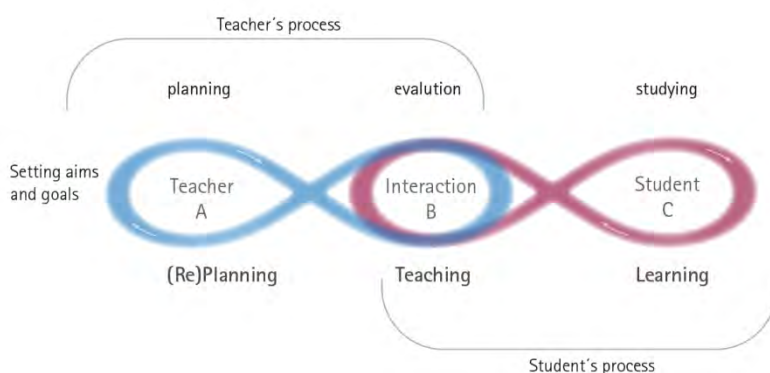 Teacher´s process
planning
evalution
studying
Setting aims
and goals
Teacher
A
Interaction
B
Student
C
(Re)Planning
Teaching
Learning
Student´s process